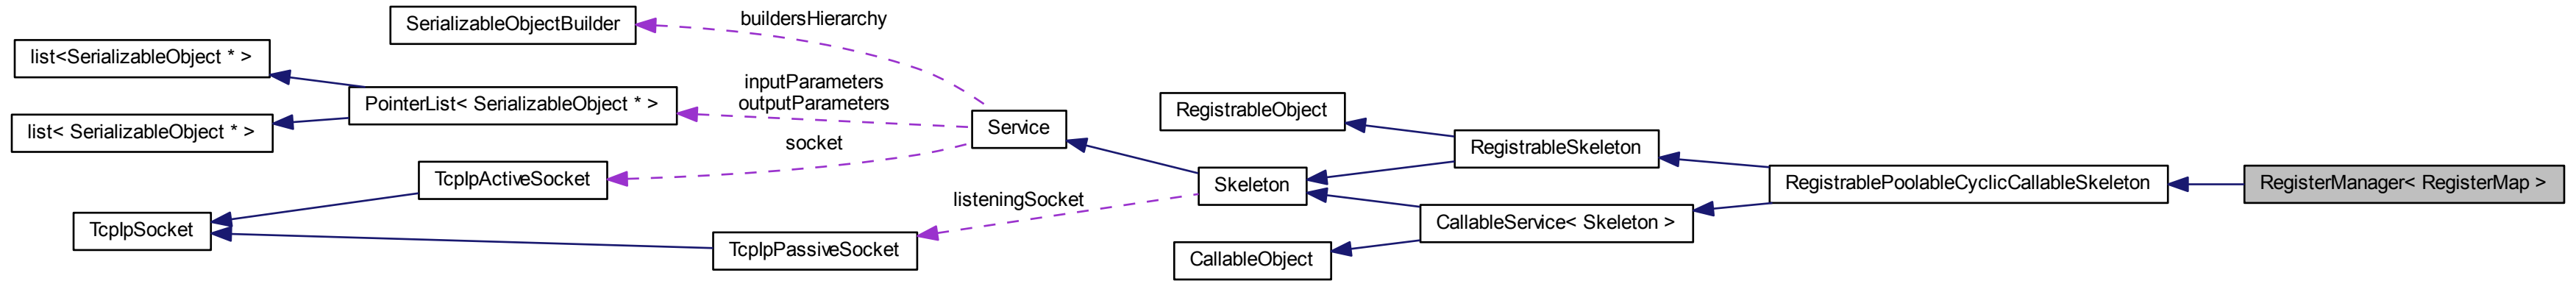 SerializableObjectBuilder
buildersHierarchy
list<SerializableObject * >
inputParameters
outputParameters
PointerList< SerializableObject * >
RegistrableObject
list< SerializableObject * >
Service
socket
RegistrableSkeleton
TcpIpActiveSocket
Skeleton
RegistrablePoolableCyclicCallableSkeleton
RegisterManager< RegisterMap >
listeningSocket
TcpIpSocket
CallableService< Skeleton >
TcpIpPassiveSocket
CallableObject